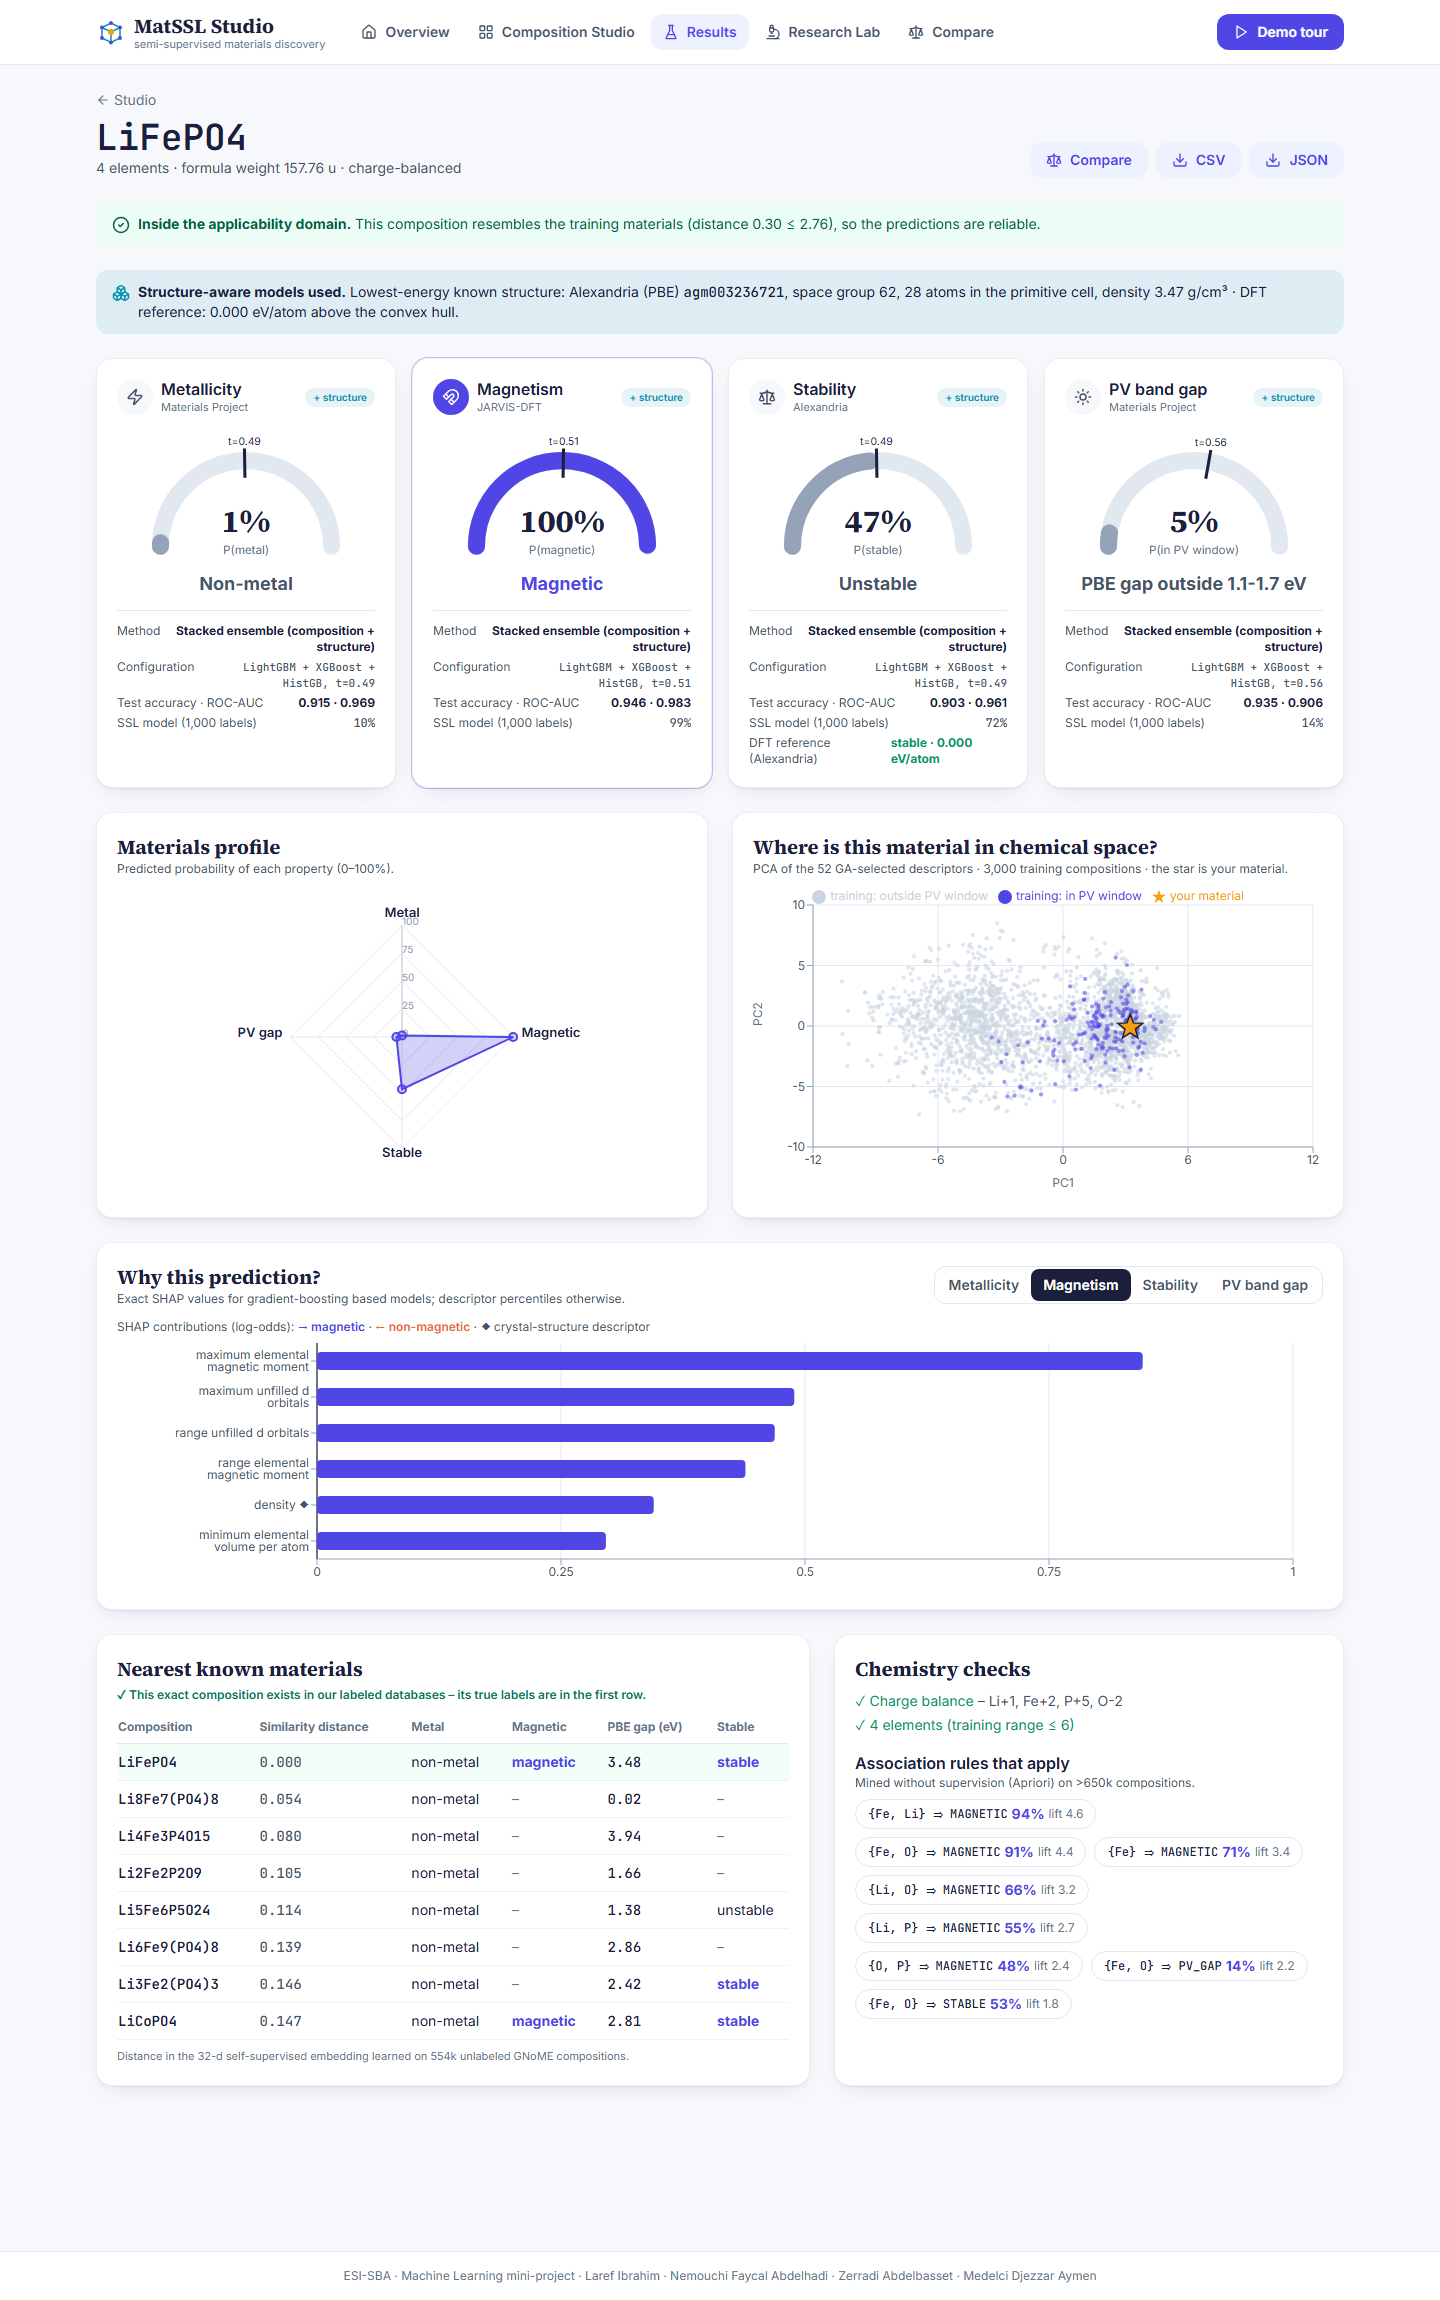 MatSSL Studio
semi-supervised materials discovery
Overview
Composition Studio
Results
Research Lab
Compare
Demo tour
← Studio
LiFePO4
4 elements · formula weight 157.76 u · charge-balanced
Compare
CSV
JSON
Inside the applicability domain. This composition resembles the training materials (distance 0.30 ≤ 2.76), so the predictions are reliable.
Structure-aware models used. Lowest-energy known structure: Alexandria (PBE) agm003236721, space group 62, 28 atoms in the primitive cell, density 3.47 g/cm³ · DFT
reference: 0.000 eV/atom above the convex hull.
Metallicity
Materials Project
+ structure
t=0.49
1%
P(metal)
Non-metal
Method Stacked ensemble (composition +
structure)
Configuration LightGBM + XGBoost +
HistGB, t=0.49
Test accuracy · ROC-AUC 0.915 · 0.969
SSL model (1,000 labels) 10%
Magnetism
JARVIS-DFT
+ structure
t=0.51
100%
P(magnetic)
Magnetic
Method Stacked ensemble (composition +
structure)
Configuration LightGBM + XGBoost +
HistGB, t=0.51
Test accuracy · ROC-AUC 0.946 · 0.983
SSL model (1,000 labels) 99%
Stability
Alexandria
+ structure
t=0.49
47%
P(stable)
Unstable
Method Stacked ensemble (composition +
structure)
Configuration LightGBM + XGBoost +
HistGB, t=0.49
Test accuracy · ROC-AUC 0.903 · 0.961
SSL model (1,000 labels) 72%
DFT reference stable · 0.000
(Alexandria) eV/atom
PV band gap
Materials Project
+ structure
t=0.56
5%
P(in PV window)
PBE gap outside 1.1-1.7 eV
Method Stacked ensemble (composition +
structure)
Configuration LightGBM + XGBoost +
HistGB, t=0.56
Test accuracy · ROC-AUC 0.935 · 0.906
SSL model (1,000 labels) 14%
Materials profile
Predicted probability of each property (0–100%).
Metal
100
75
50
25
0
PV gap
Magnetic
Stable
Where is this material in chemical space?
PCA of the 52 GA-selected descriptors · 3,000 training compositions · the star is your material.
training: outside PV window
training: in PV window
your material
10
5
0
-5
-10
PC2
-12
-6
0
6
12
PC1
Why this prediction?
Exact SHAP values for gradient-boosting based models; descriptor percentiles otherwise.
Metallicity
Magnetism
Stability
PV band gap
SHAP contributions (log-odds): → magnetic · ← non-magnetic · ◆ crystal-structure descriptor
maximum elemental
magnetic moment
maximum unfilled d
orbitals
range unfilled d orbitals
range elemental
magnetic moment
density ◆
minimum elemental
volume per atom
0
0.25
0.5
0.75
1
Nearest known materials
✓ This exact composition exists in our labeled databases – its true labels are in the first row.
Composition Similarity distance Metal Magnetic PBE gap (eV) Stable
LiFePO4 0.000 non-metal magnetic 3.48 stable
Li8Fe7(PO4)8 0.054 non-metal – 0.02 –
Li4Fe3P4O15 0.080 non-metal – 3.94 –
Li2Fe2P2O9 0.105 non-metal – 1.66 –
Li5Fe6P5O24 0.114 non-metal – 1.38 unstable
Li6Fe9(PO4)8 0.139 non-metal – 2.86 –
Li3Fe2(PO4)3 0.146 non-metal – 2.42 stable
LiCoPO4 0.147 non-metal magnetic 2.81 stable
Distance in the 32-d self-supervised embedding learned on 554k unlabeled GNoME compositions.
Chemistry checks
✓ Charge balance – Li+1, Fe+2, P+5, O-2
✓ 4 elements (training range ≤ 6)
Association rules that apply
Mined without supervision (Apriori) on >650k compositions.
{Fe, Li} ⇒ MAGNETIC 94% lift 4.6
{Fe, O} ⇒ MAGNETIC 91% lift 4.4
{Fe} ⇒ MAGNETIC 71% lift 3.4
{Li, O} ⇒ MAGNETIC 66% lift 3.2
{Li, P} ⇒ MAGNETIC 55% lift 2.7
{O, P} ⇒ MAGNETIC 48% lift 2.4
{Fe, O} ⇒ PV_GAP 14% lift 2.2
{Fe, O} ⇒ STABLE 53% lift 1.8
ESI-SBA · Machine Learning mini-project · Laref Ibrahim · Nemouchi Faycal Abdelhadi · Zerradi Abdelbasset · Medelci Djezzar Aymen